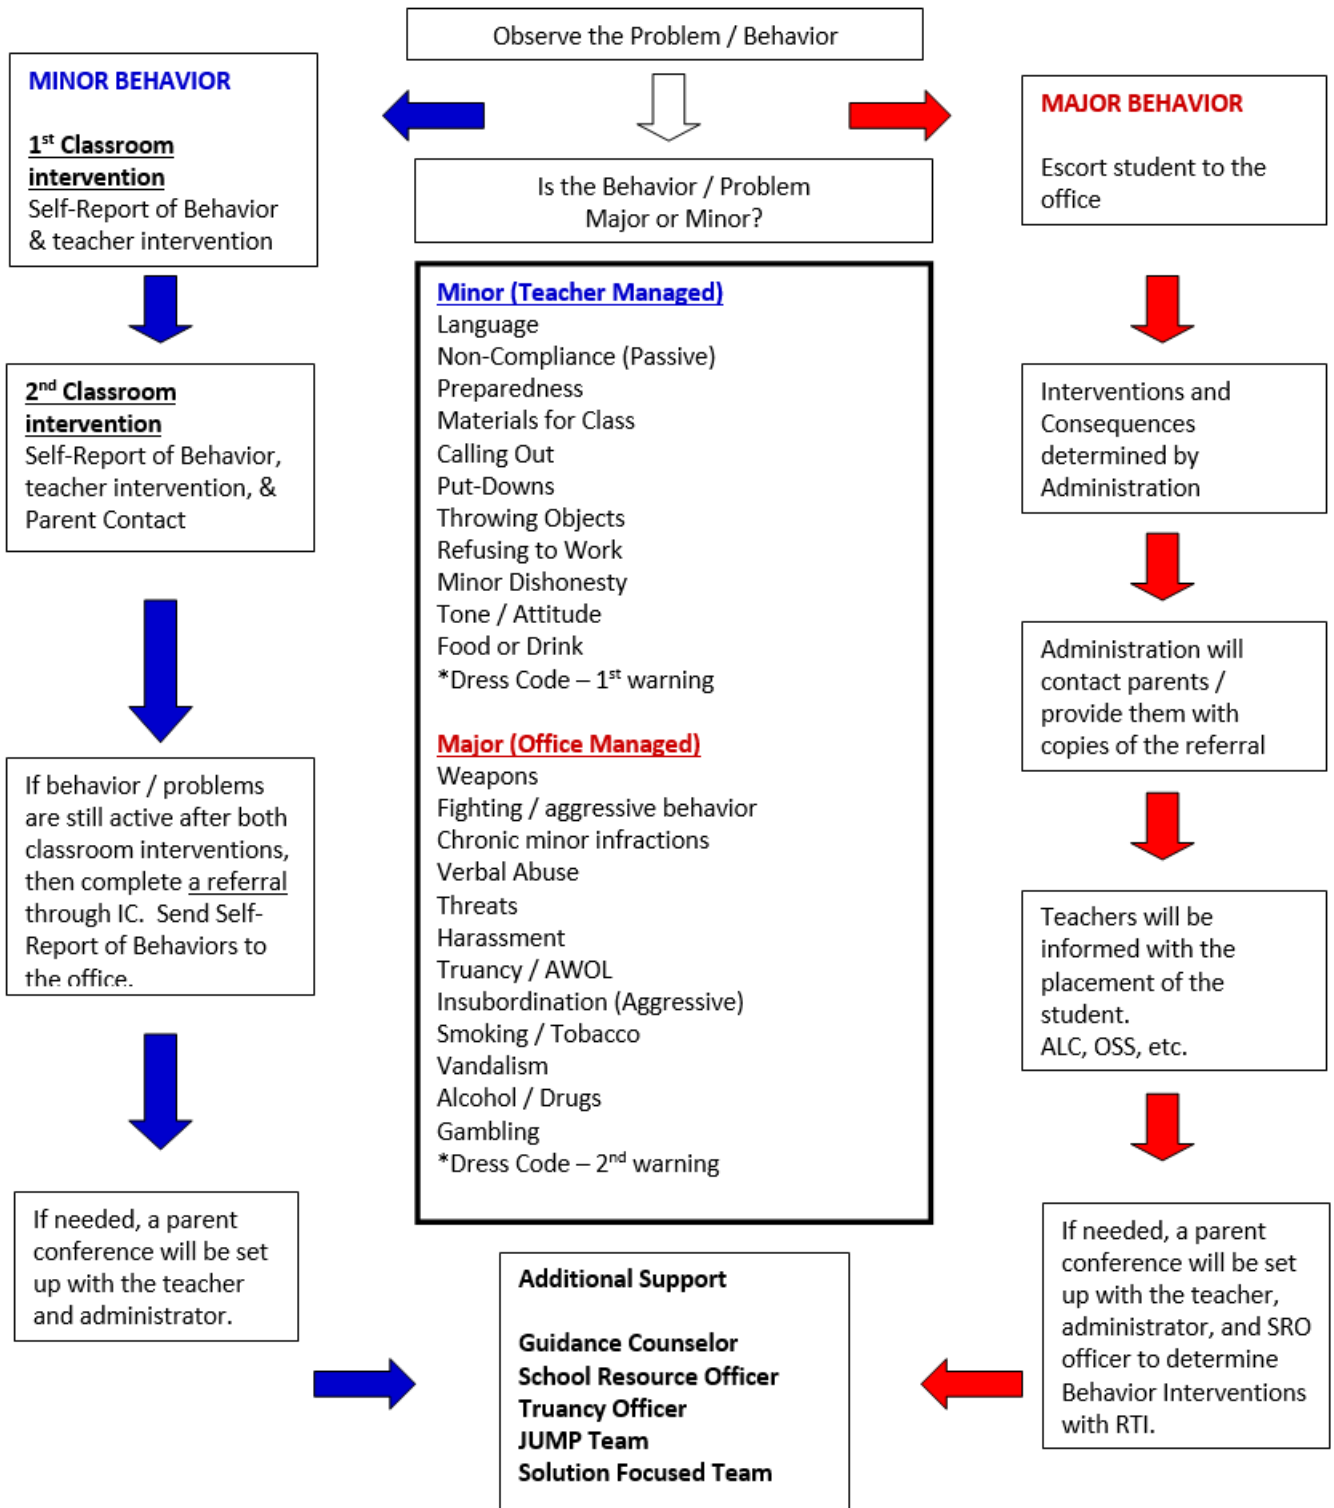 Observe the Problem / Behavior
MINOR BEHAVIOR
1st Classroom
intervention
Self-Report of Behavior
& teacher intervention
2nd Classroom
intervention
Self-Report of Behavior,
teacher intervention, &
Parent Contact
If behavior / problems
are still active after both
classroom interventions,
then complete a referral
through IC.  Send Self-
Report of Behaviors to
the office.
If needed, a parent
conference will be set
up with the teacher
and administrator.
Is the Behavior / Problem
Major or Minor?
Minor (Teacher Managed)
Language
Non-Compliance (Passive)
Preparedness
Materials for Class
Calling Out
Put-Downs
Throwing Objects
Refusing to Work
Minor Dishonesty
Tone / Attitude
Food or Drink
*Dress Code – 1st warning
Major (Office Managed)
Weapons
Fighting / aggressive behavior
Chronic minor infractions
Verbal Abuse
Threats
Harassment
Truancy / AWOL
Insubordination (Aggressive)
Smoking / Tobacco
Vandalism
Alcohol / Drugs
Gambling
*Dress Code – 2nd warning
MAJOR BEHAVIOR
Escort student to the
office
Interventions and
Consequences
determined by
Administration
Administration will
contact parents /
provide them with
copies of the referral
Teachers will be
informed with the
placement of the
student.
ALC, OSS, etc.
If needed, a parent
conference will be set
up with the teacher,
administrator, and SRO
officer to determine
Behavior Interventions
with RTI.
Additional Support
Guidance Counselor
School Resource Officer
Truancy Officer
JUMP Team
Solution Focused Team